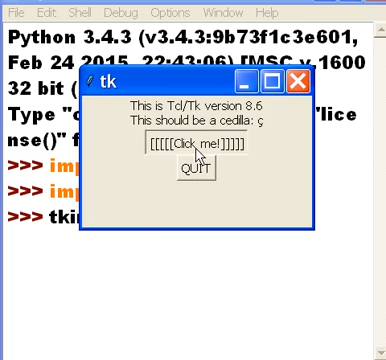 File Edit Shell Debug Options Window Help
Python 3.4.3 (v3.4.3:9b73f1c3e601,
Feb 24 2015, 22:43:06) [MSC v.1600
32 bit (
Type "c
"lice
nse()" f
>>> imp
>>> imp
>>> tkin
tk
This is Tcl/Tk version 8.6
This should be a cedilla: ç
[[[[[Click me!]]]]]
QUIT